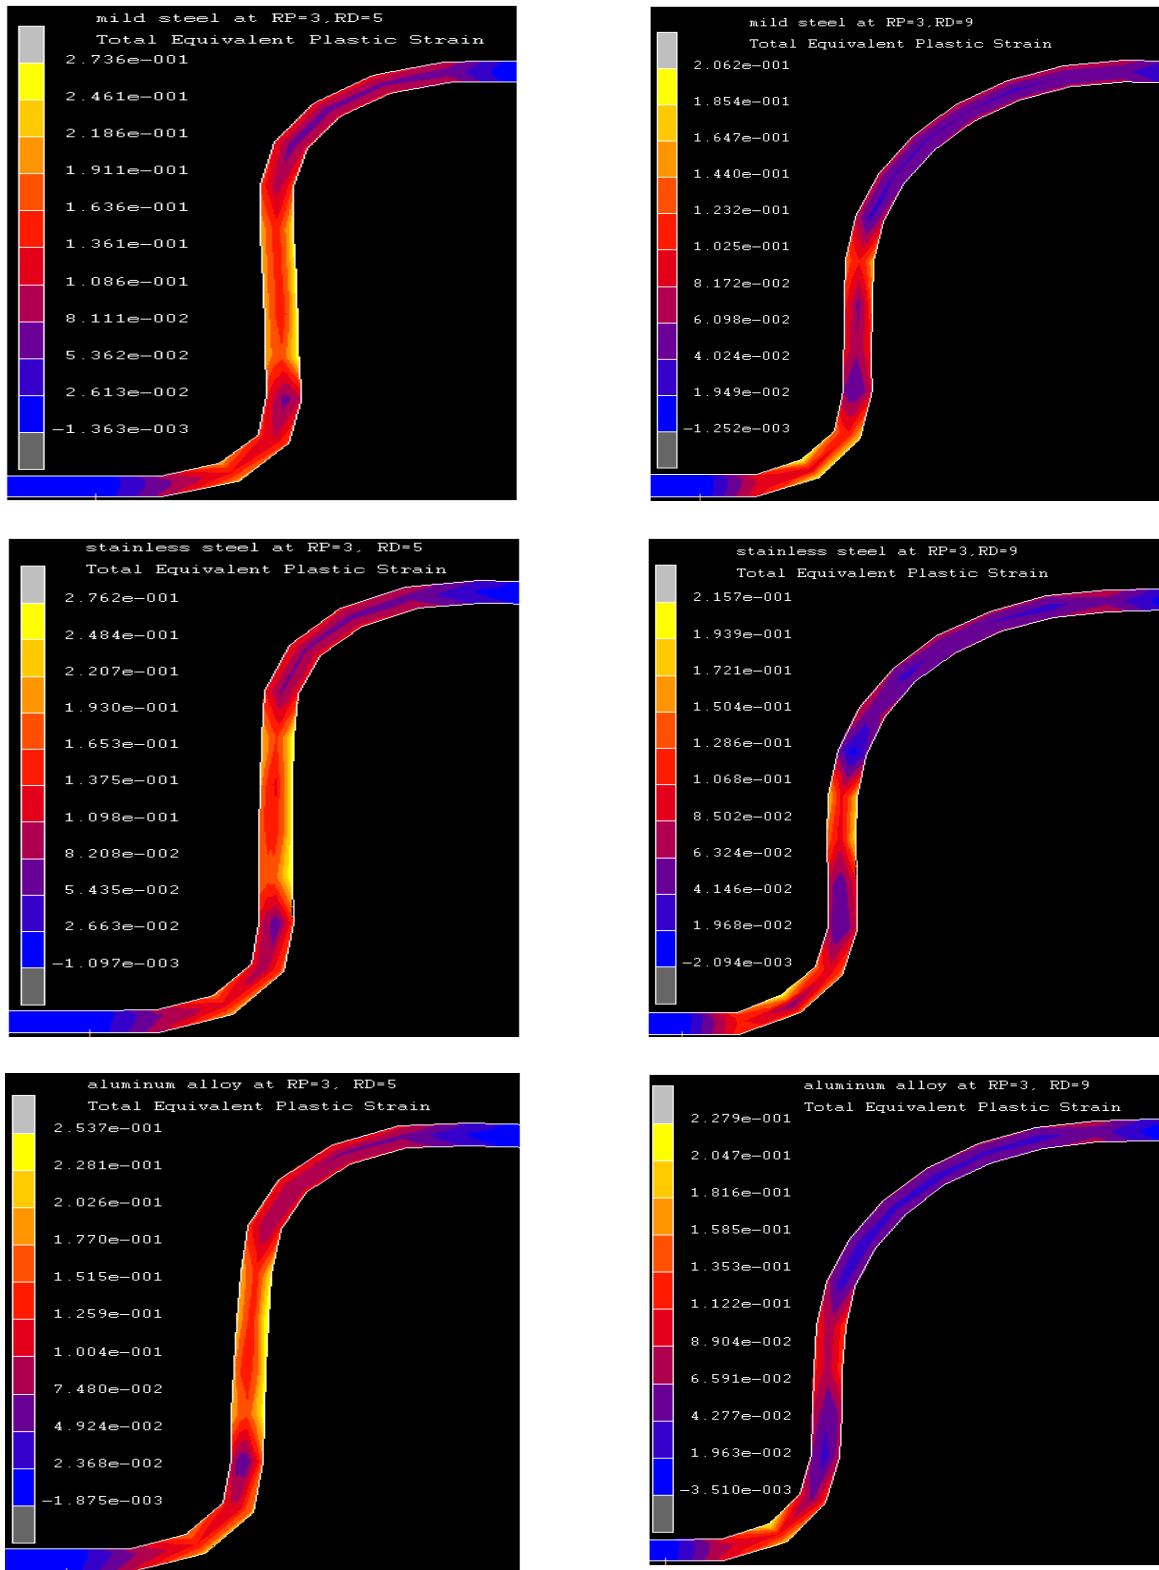 mild steel at RP=3,RD=5
Total Equivalent Plastic Strain
2.736e-001
2.461e-001
2.186e-001
1.911e-001
1.636e-001
1.361e-001
1.086e-001
8.111e-002
5.362e-002
2.613e-002
-1.363e-003
mild steel at RP=3,RD=9
Total Equivalent Plastic Strain
2.062e-001
1.854e-001
1.647e-001
1.440e-001
1.232e-001
1.025e-001
8.172e-002
6.098e-002
4.024e-002
1.949e-002
-1.252e-003
stainless steel at RP=3, RD=5
Total Equivalent Plastic Strain
2.762e-001
2.484e-001
2.207e-001
1.930e-001
1.653e-001
1.375e-001
1.098e-001
8.208e-002
5.435e-002
2.663e-002
-1.097e-003
stainless steel at RP=3,RD=9
Total Equivalent Plastic Strain
2.157e-001
1.939e-001
1.721e-001
1.504e-001
1.286e-001
1.068e-001
8.502e-002
6.324e-002
4.146e-002
1.968e-002
-2.094e-003
aluminum alloy at RP=3, RD=5
Total Equivalent Plastic Strain
2.537e-001
2.281e-001
2.026e-001
1.770e-001
1.515e-001
1.259e-001
1.004e-001
7.480e-002
4.924e-002
2.368e-002
-1.875e-003
aluminum alloy at RP=3, RD=9
Total Equivalent Plastic Strain
2.279e-001
2.047e-001
1.816e-001
1.585e-001
1.353e-001
1.122e-001
8.904e-002
6.591e-002
4.277e-002
1.963e-002
-3.510e-003